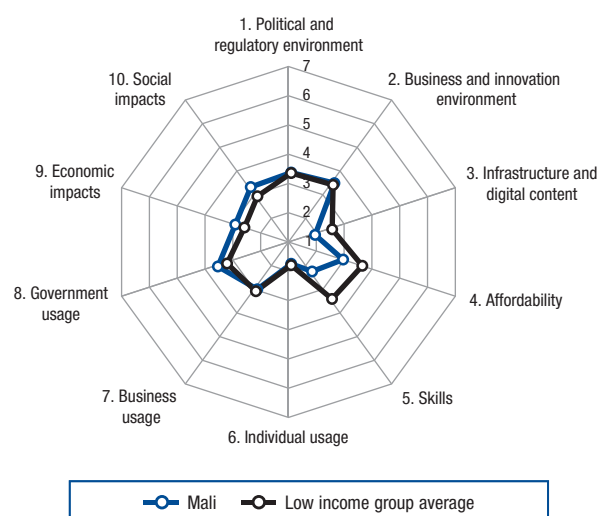 1. Political and
regulatory environment
7
6
5
4
3
2
1
2. Business and innovation
environment
3. Infrastructure and
digital content
4. Affordability
5. Skills
6. Individual usage
7. Business
usage
8. Government
usage
9. Economic
impacts
10. Social
impacts
Mali
Low income group average